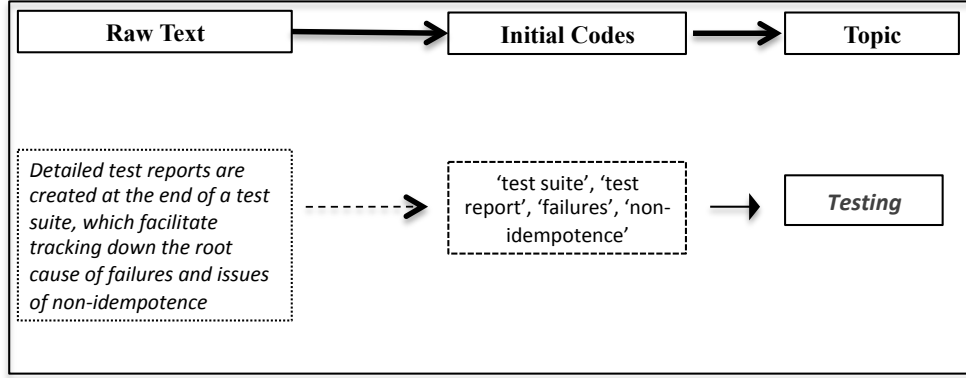 Raw Text
Initial Codes
Topic
Detailed test reports are
created at the end of a test
suite, which facilitate
tracking down the root
cause of failures and issues
of non-idempotence
‘test suite’, ‘test
report’, ‘failures’, ‘non-
idempotence’
Testing